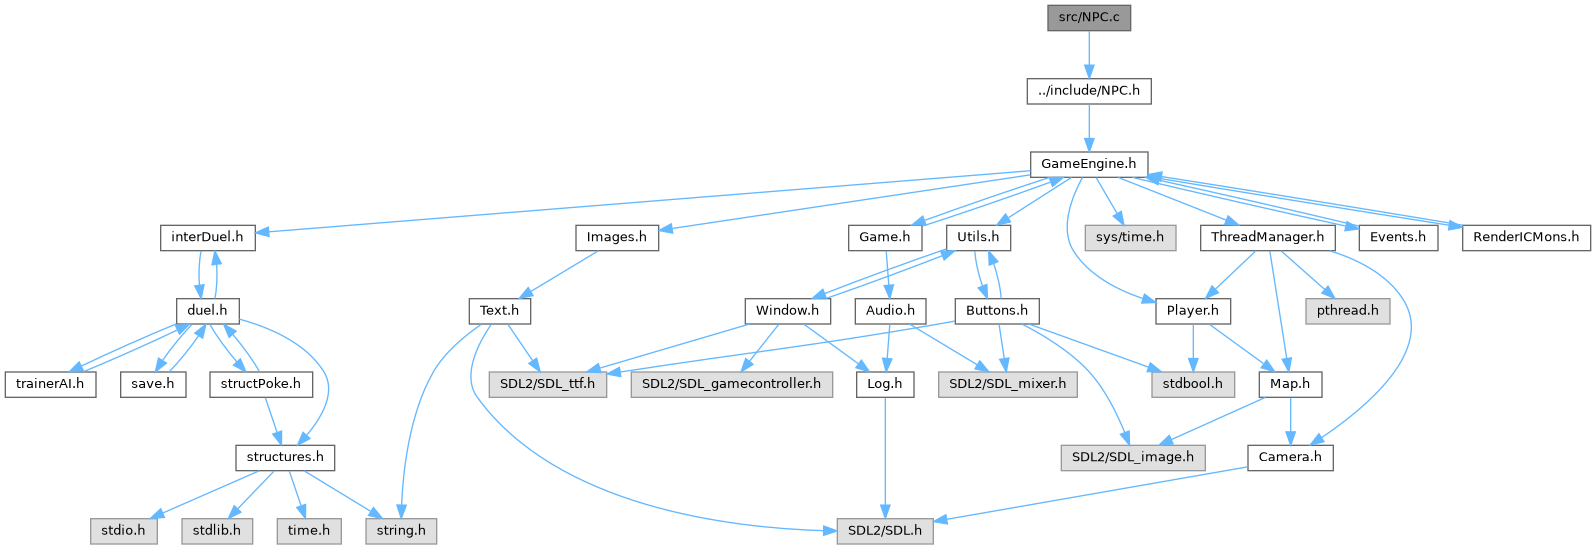 src/NPC.c
../include/NPC.h
GameEngine.h
interDuel.h
Images.h
Game.h
Utils.h
sys/time.h
ThreadManager.h
Events.h
RenderICMons.h
duel.h
Text.h
Window.h
Audio.h
Buttons.h
Player.h
pthread.h
trainerAI.h
save.h
structPoke.h
SDL2/SDL_ttf.h
SDL2/SDL_gamecontroller.h
Log.h
SDL2/SDL_mixer.h
stdbool.h
Map.h
structures.h
SDL2/SDL_image.h
Camera.h
stdio.h
stdlib.h
time.h
string.h
SDL2/SDL.h